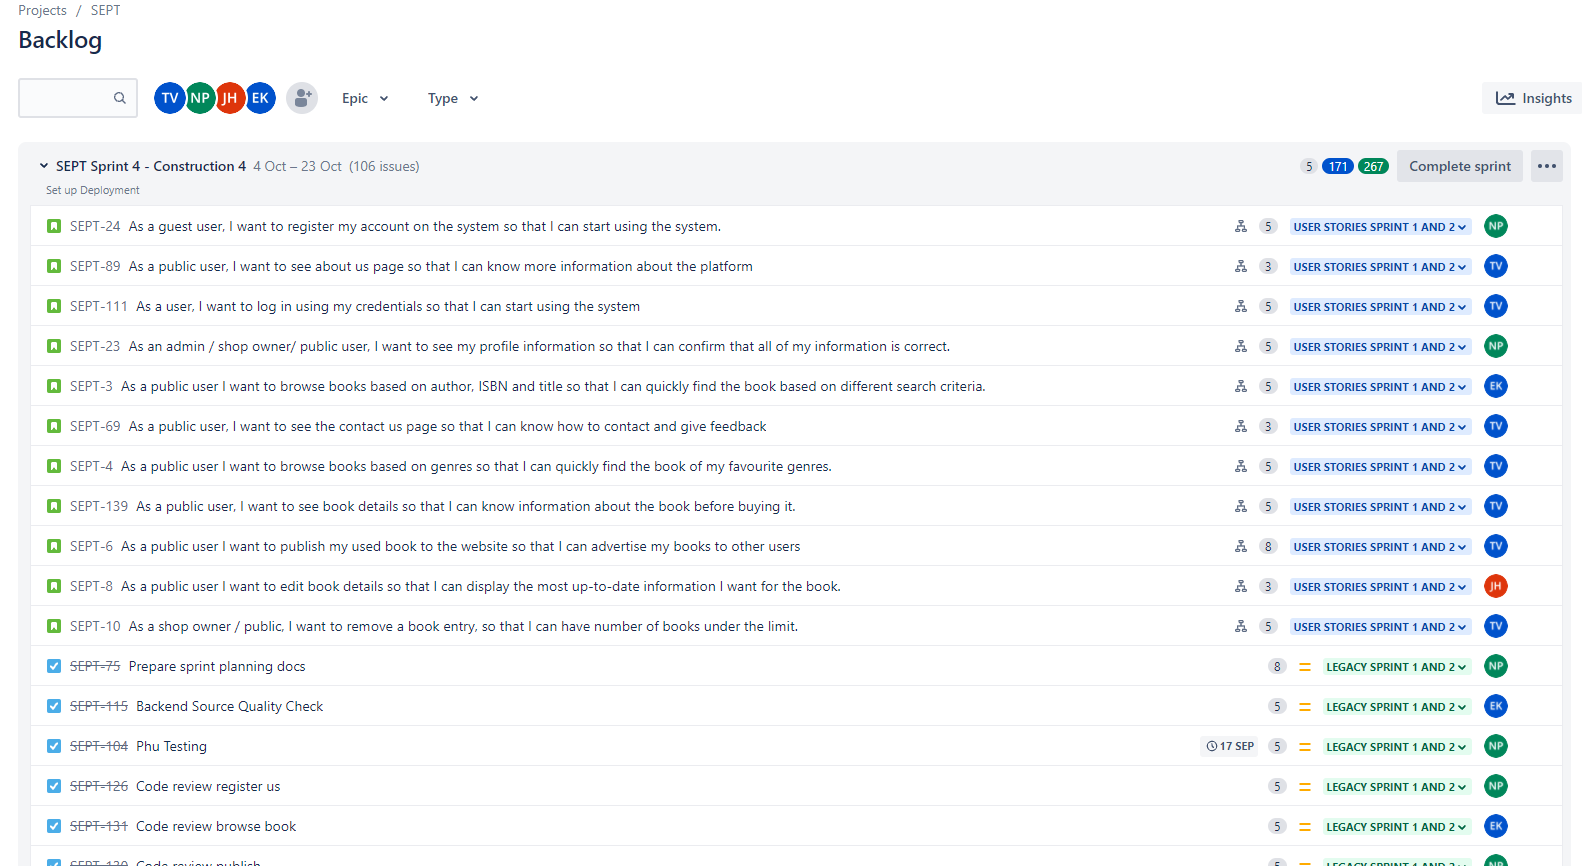 Projects / SEPT
Backlog
TV NP JH EK Epic Type Insights
SEPT Sprint 4 - Construction 4 4 Oct – 23 Oct (106 issues) 5 171 267 Complete sprint
Set up Deployment
SEPT-24 As a guest user, I want to register my account on the system so that I can start using the system. 5 USER STORIES SPRINT 1 AND 2 NP
SEPT-89 As a public user, I want to see about us page so that I can know more information about the platform 3 USER STORIES SPRINT 1 AND 2 TV
SEPT-111 As a user, I want to log in using my credentials so that I can start using the system 5 USER STORIES SPRINT 1 AND 2 TV
SEPT-23 As an admin / shop owner/ public user, I want to see my profile information so that I can confirm that all of my information is correct. 5 USER STORIES SPRINT 1 AND 2 NP
SEPT-3 As a public user I want to browse books based on author, ISBN and title so that I can quickly find the book based on different search criteria. 5 USER STORIES SPRINT 1 AND 2 EK
SEPT-69 As a public user, I want to see the contact us page so that I can know how to contact and give feedback 3 USER STORIES SPRINT 1 AND 2 TV
SEPT-4 As a public user I want to browse books based on genres so that I can quickly find the book of my favourite genres. 5 USER STORIES SPRINT 1 AND 2 TV
SEPT-139 As a public user, I want to see book details so that I can know information about the book before buying it. 5 USER STORIES SPRINT 1 AND 2 TV
SEPT-6 As a public user I want to publish my used book to the website so that I can advertise my books to other users 8 USER STORIES SPRINT 1 AND 2 TV
SEPT-8 As a public user I want to edit book details so that I can display the most up-to-date information I want for the book. 3 USER STORIES SPRINT 1 AND 2 JH
SEPT-10 As a shop owner / public, I want to remove a book entry, so that I can have number of books under the limit. 5 USER STORIES SPRINT 1 AND 2 TV
SEPT-75 Prepare sprint planning docs 8 LEGACY SPRINT 1 AND 2 NP
SEPT-115 Backend Source Quality Check 5 LEGACY SPRINT 1 AND 2 EK
SEPT-104 Phu Testing 17 SEP 5 LEGACY SPRINT 1 AND 2 NP
SEPT-126 Code review register us 5 LEGACY SPRINT 1 AND 2 NP
SEPT-131 Code review browse book 5 LEGACY SPRINT 1 AND 2 EK
Code review publish 5 LEGACY SPRINT 1 AND 2 NP